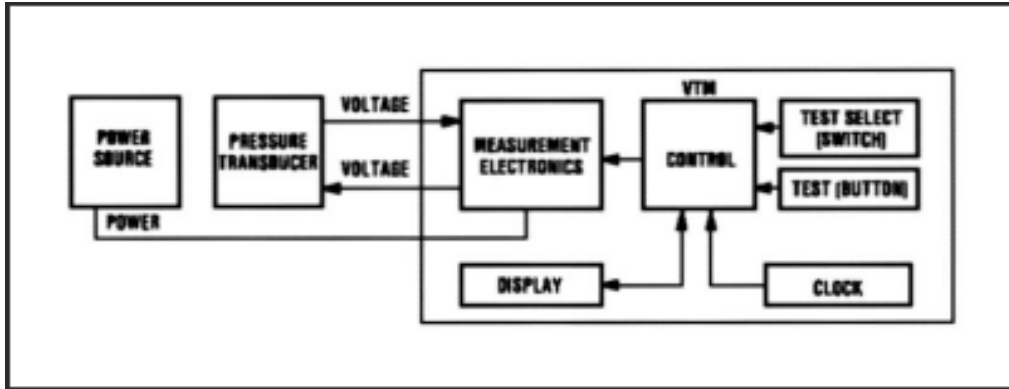 VTM
VOLTAGE
POWER
SOURCE
PRESSURE
TRANSDUCER
MEASUREMENT
ELECTRONICS
CONTROL
TEST SELECT
(SWITCH)
VOLTAGE
TEST (BUTTON)
POWER
DISPLAY
CLOCK